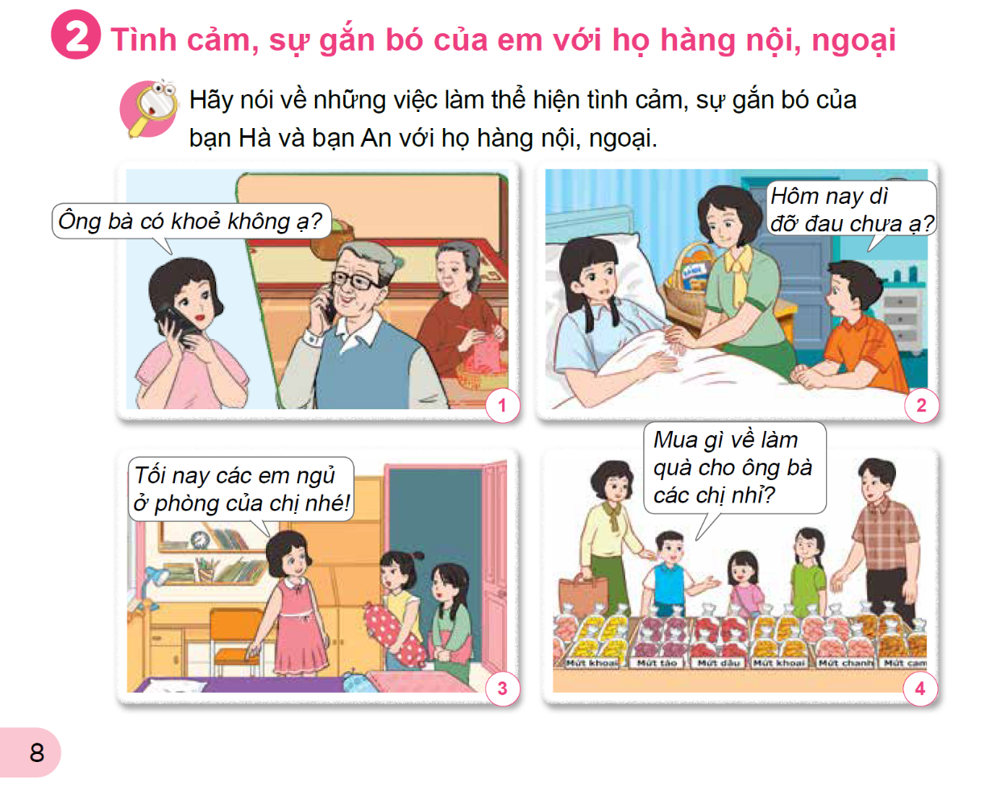 2 Tình cảm, sự gắn bó của em với họ hàng nội, ngoại
Hãy nói về những việc làm thể hiện tình cảm, sự gắn bó của
bạn Hà và bạn An với họ hàng nội, ngoại.
Ông bà có khoẻ không ạ?
1
Hôm nay dì
đỡ đau chưa ạ?
2
Tối nay các em ngủ
ở phòng của chị nhé!
3
Mua gì về làm
quà cho ông bà
các chị nhỉ?
Mứt khoai
Mứt táo
Mứt dâu
Mứt khoai
Mứt chanh
Mứt cam
4
8